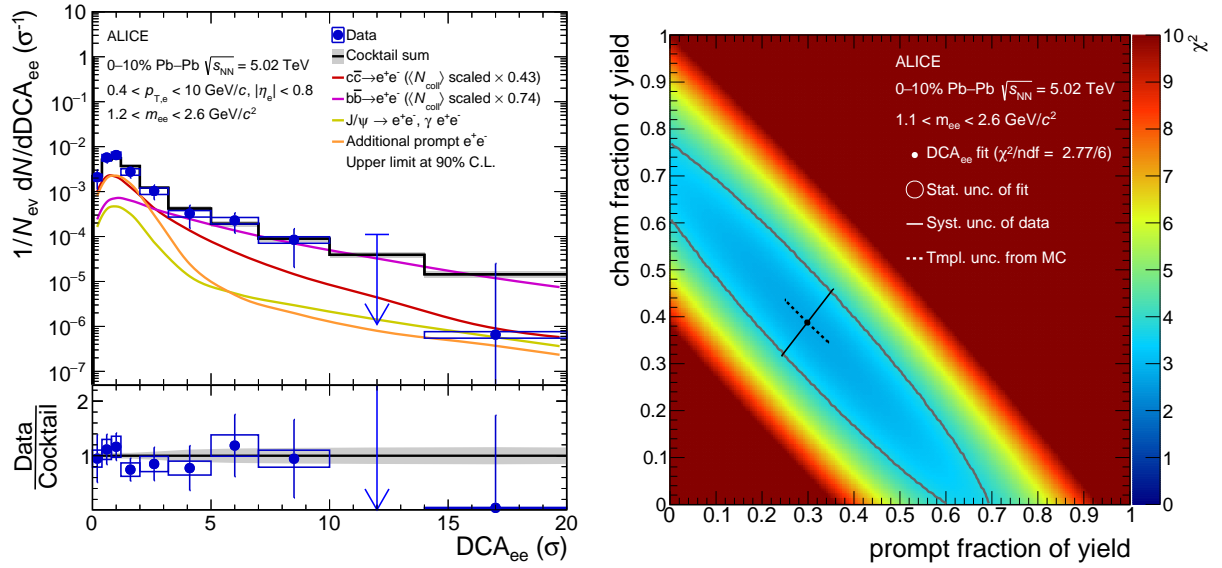 ALICE
0–10% Pb–Pb √sNN = 5.02 TeV
0.4 < pT,e < 10 GeV/c, |ηe| < 0.8
1.2 < mee < 2.6 GeV/c²
Data
Cocktail sum
cc̅→e⁺e⁻ (⟨Ncoll⟩ scaled × 0.43)
bb̅→e⁺e⁻ (⟨Ncoll⟩ scaled × 0.74)
J/ψ → e⁺e⁻, γ e⁺e⁻
Additional prompt e⁺e⁻
Upper limit at 90% C.L.
1/Nev dN/dDCAee (σ⁻¹)
10²
10
1
10⁻¹
10⁻²
10⁻³
10⁻⁴
10⁻⁵
10⁻⁶
10⁻⁷
Data
Cocktail
2
1
0
0 5 10 15 20
DCAee (σ)
ALICE
0–10% Pb–Pb √sNN = 5.02 TeV
1.1 < mee < 2.6 GeV/c²
DCAee fit (χ²/ndf = 2.77/6)
Stat. unc. of fit
Syst. unc. of data
Tmpl. unc. from MC
charm fraction of yield
1
0.9
0.8
0.7
0.6
0.5
0.4
0.3
0.2
0.1
0
0 0.1 0.2 0.3 0.4 0.5 0.6 0.7 0.8 0.9 1
prompt fraction of yield
χ²
10
9
8
7
6
5
4
3
2
1
0